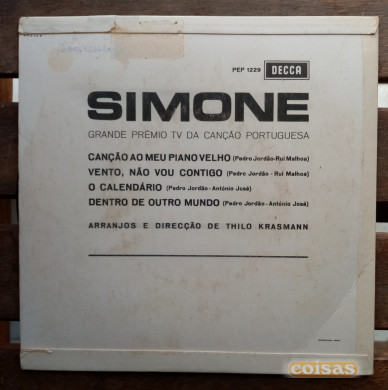 PEP 1229 DECCA
SIMONE
GRANDE PRÉMIO TV DA CANÇÃO PORTUGUESA
CANÇÃO AO MEU PIANO VELHO (Pedro Jordão-Rui Malhoa)
VENTO, NÃO VOU CONTIGO (Pedro Jordão - Rui Malhoa)
O CALENDÁRIO (Pedro Jordão-António José)
DENTRO DE OUTRO MUNDO (Pedro Jordão-António José)
ARRANJOS E DIRECÇÃO DE THILO KRASMANN
coisas